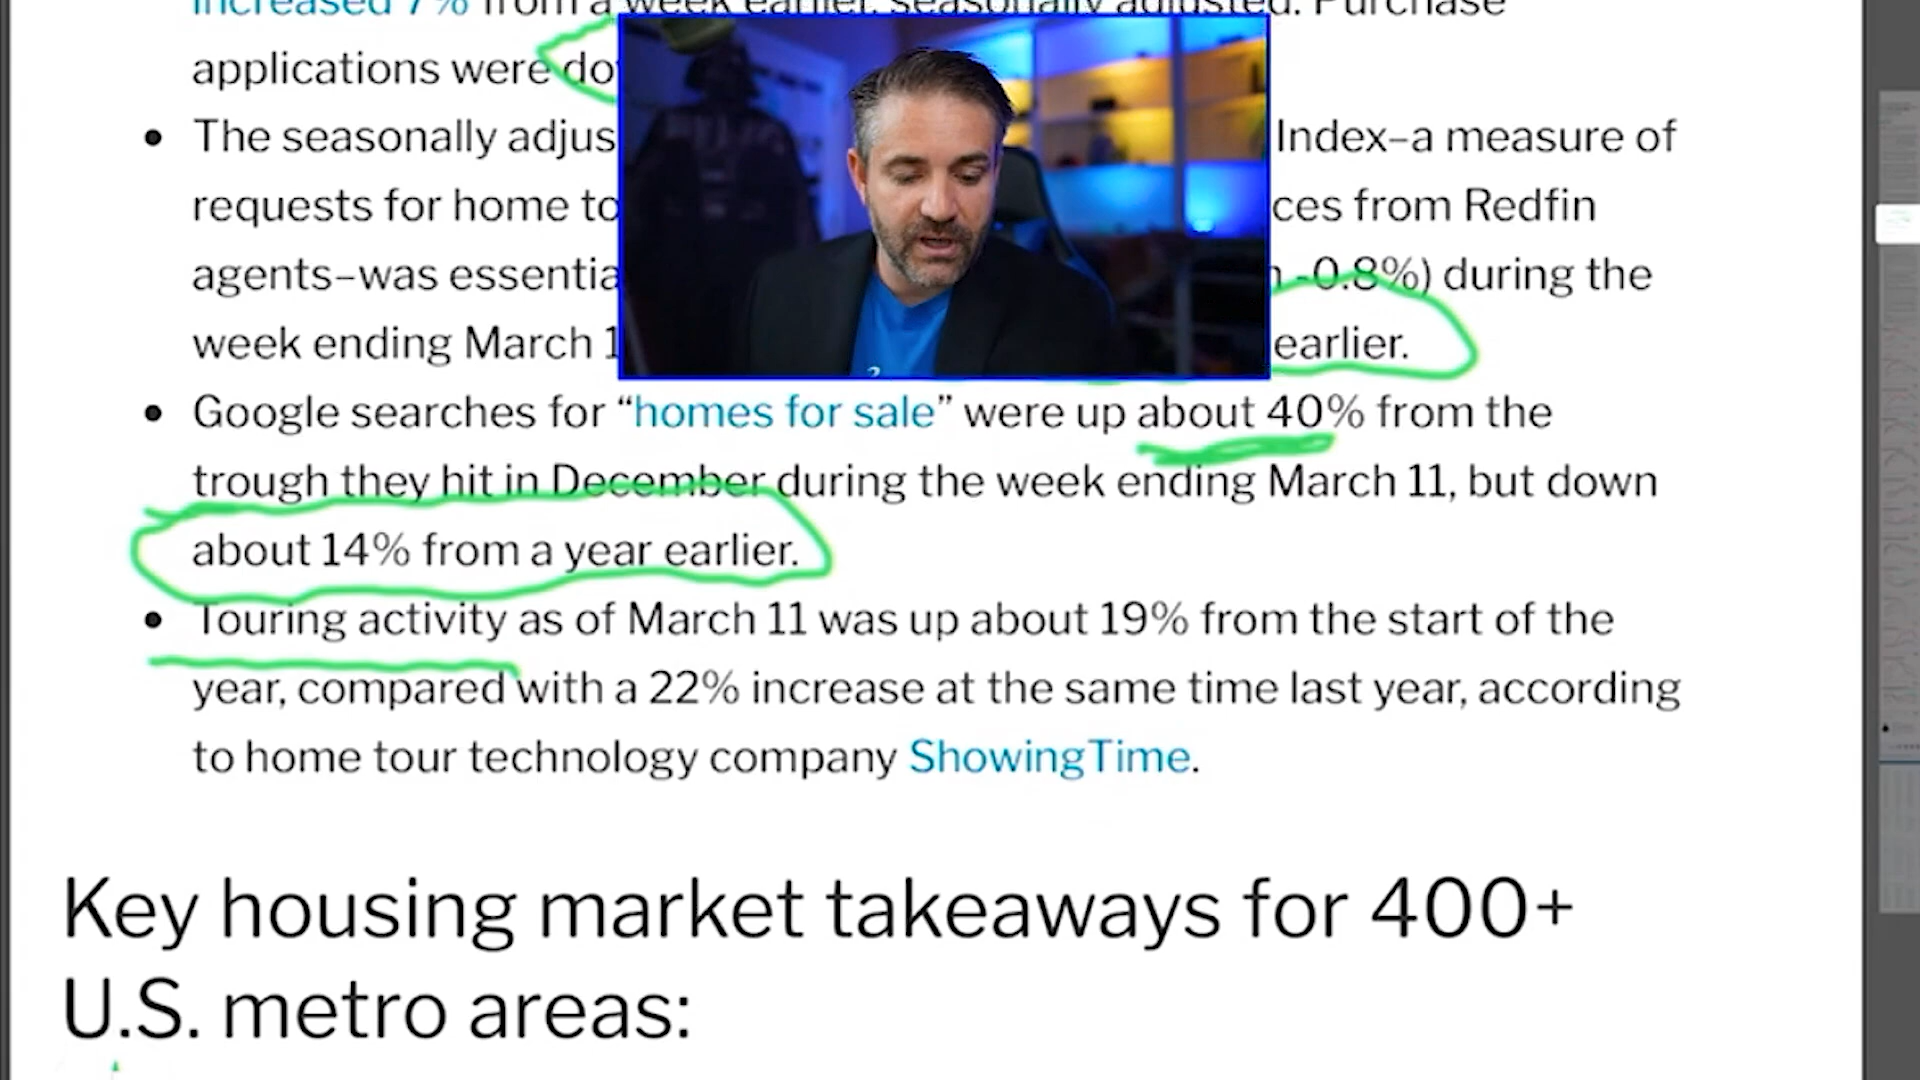 increased 7% from a week earlier, seasonally adjusted. Purchase
applications were do
The seasonally adjus Index–a measure of
requests for home to ces from Redfin
agents–was essentia -0.8%) during the
week ending March 1 earlier.
Google searches for “homes for sale” were up about 40% from the
trough they hit in December during the week ending March 11, but down
about 14% from a year earlier.
Touring activity as of March 11 was up about 19% from the start of the
year, compared with a 22% increase at the same time last year, according
to home tour technology company ShowingTime.
Key housing market takeaways for 400+
U.S. metro areas: